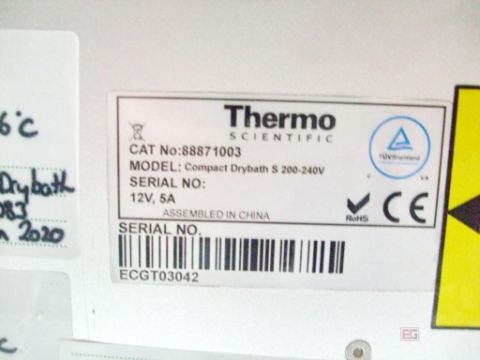 6°C
Drybath
083
2020
Thermo
SCIENTIFIC
CAT No:88871003
MODEL: Compact Drybath S 200-240V
SERIAL NO:
12V, 5A
ASSEMBLED IN CHINA
TÜVRheinland
RoHS
CE
SERIAL NO.
ECGT03042
EG